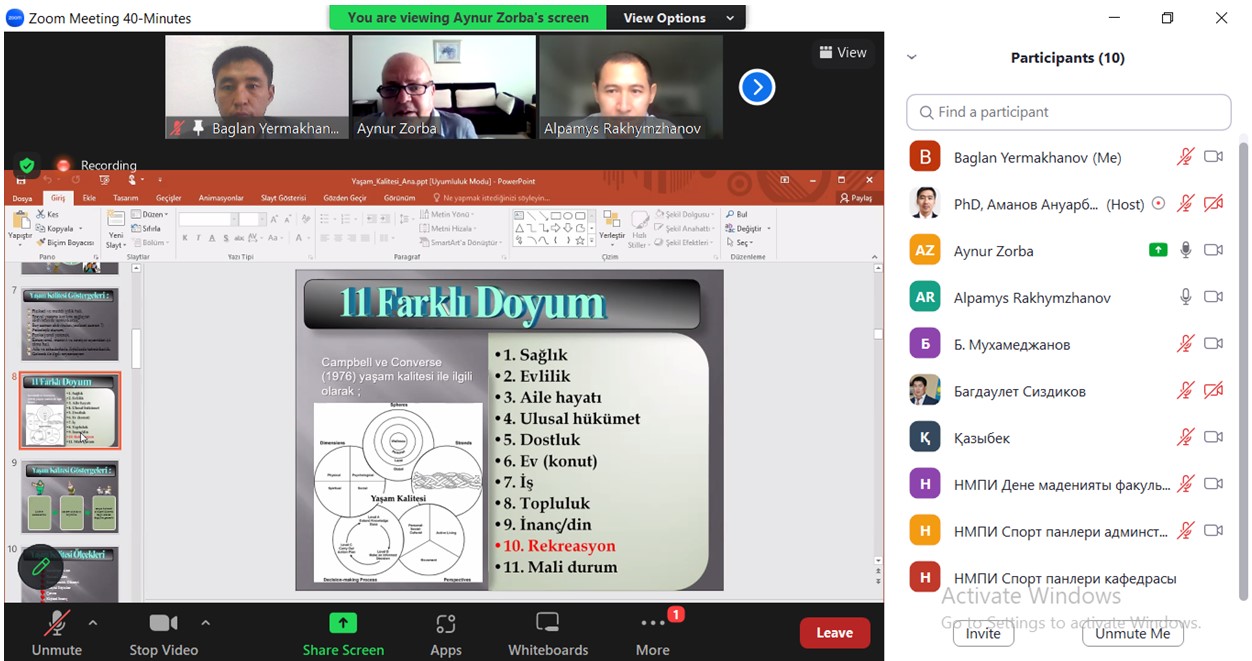 Zoom Meeting 40-Minutes
You are viewing Aynur Zorba's screen
View Options
View
Baglan Yermakhan...
Aynur Zorba
Alpamys Rakhymzhanov
Recording
Yaşam_Kalitesi_Ana.ppt [Uyumluluk Modu] - PowerPoint
Dosya
Giriş
Ekle
Tasarım
Geçişler
Animasyonlar
Slayt Gösterisi
Gözden Geçir
Görünüm
Ne yapmak istediğinizi söyleyin...
Paylaş
Yapıştır
Kes
Kopyala
Biçim Boyacısı
Pano
Yeni
Slayt
Düzen
Sıfırla
Bölüm
Slaytlar
Yazı Tipi
Metin Yönü
Metni Hizala
SmartArt'a Dönüştür
Paragraf
Yerleştir
Hızlı
Stiller
Şekil Dolgusu
Şekil Anahattı
Şekil Efektleri
Çizim
Bul
Değiştir
Seç
Düzenleme
7
Yaşam Kalitesi Göstergeleri ;
8
11 Farklı Doyum
9
Yaşam Kalitesi Göstergeleri ;
10
11 Farklı Doyum
Campbell ve Converse
(1976) yaşam kalitesi ile ilgili
olarak ;
Spheres
Dimensions
Strands
Physical
Psychological
Spiritual
Social
Yaşam Kalitesi
Active Living
Movement
Decision-making Process
Perspectives
• 1. Sağlık
• 2. Evlilik
• 3. Aile hayatı
• 4. Ulusal hükümet
• 5. Dostluk
• 6. Ev (konut)
• 7. İş
• 8. Topluluk
• 9. İnanç/din
• 10. Rekreasyon
• 11. Mali durum
Unmute
Stop Video
Share Screen
Apps
Whiteboards
More
1
Leave
Participants (10)
Find a participant
B
Baglan Yermakhanov (Me)
PhD, Аманов Ануарб... (Host)
AZ
Aynur Zorba
AR
Alpamys Rakhymzhanov
Б
Б. Мухамеджанов
Багдаулет Сиздиков
Қ
Қазыбек
Н
НМПИ Дене маденияты факуль...
Н
НМПИ Спорт панлери админст...
Н
НМПИ Спорт панлери кафедрасы
Activate Windows
Go to Settings to activate Windows.
Invite
Unmute Me